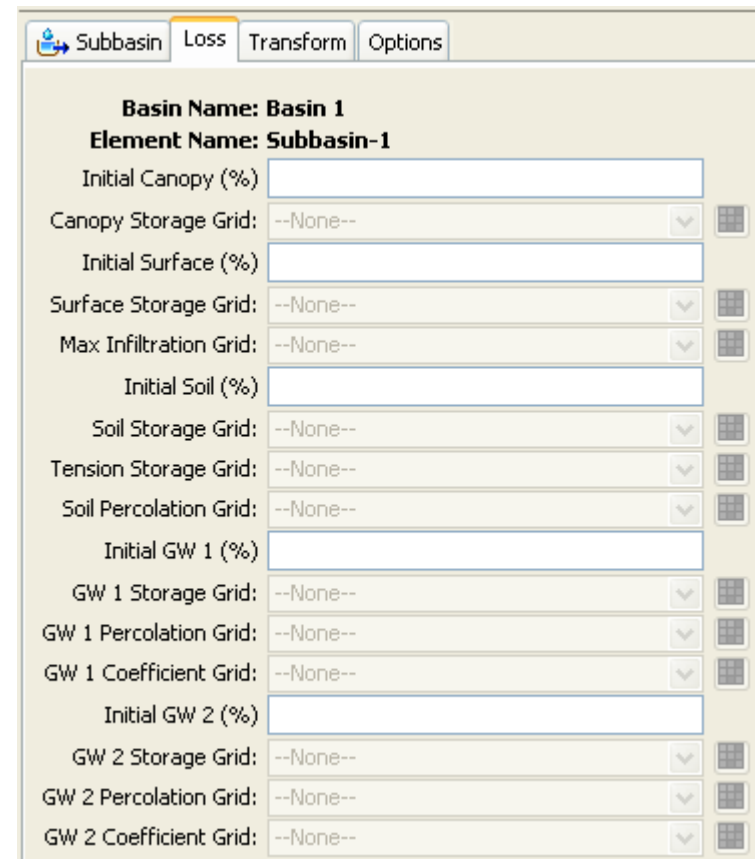 Subbasin Loss Transform Options
Basin Name: Basin 1
Element Name: Subbasin-1
Initial Canopy (%)
Canopy Storage Grid: --None--
Initial Surface (%)
Surface Storage Grid: --None--
Max Infiltration Grid: --None--
Initial Soil (%)
Soil Storage Grid: --None--
Tension Storage Grid: --None--
Soil Percolation Grid: --None--
Initial GW 1 (%)
GW 1 Storage Grid: --None--
GW 1 Percolation Grid: --None--
GW 1 Coefficient Grid: --None--
Initial GW 2 (%)
GW 2 Storage Grid: --None--
GW 2 Percolation Grid: --None--
GW 2 Coefficient Grid: --None--